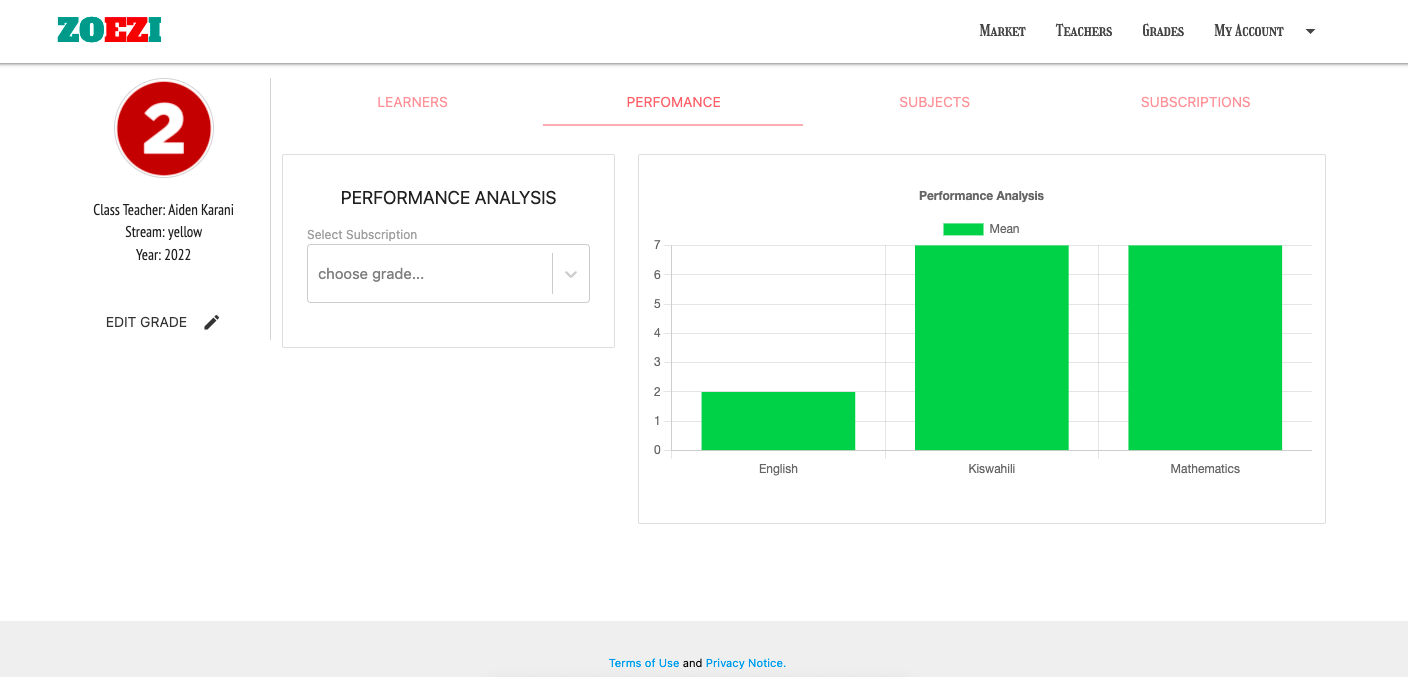 ZOEZI
Market Teachers Grades My Account
2
Class Teacher: Aiden Karani
Stream: yellow
Year: 2022
EDIT GRADE
LEARNERS PERFOMANCE SUBJECTS SUBSCRIPTIONS
PERFORMANCE ANALYSIS
Select Subscription
choose grade...
Performance Analysis
Mean
7
6
5
4
3
2
1
0
English Kiswahili Mathematics
Terms of Use and Privacy Notice.